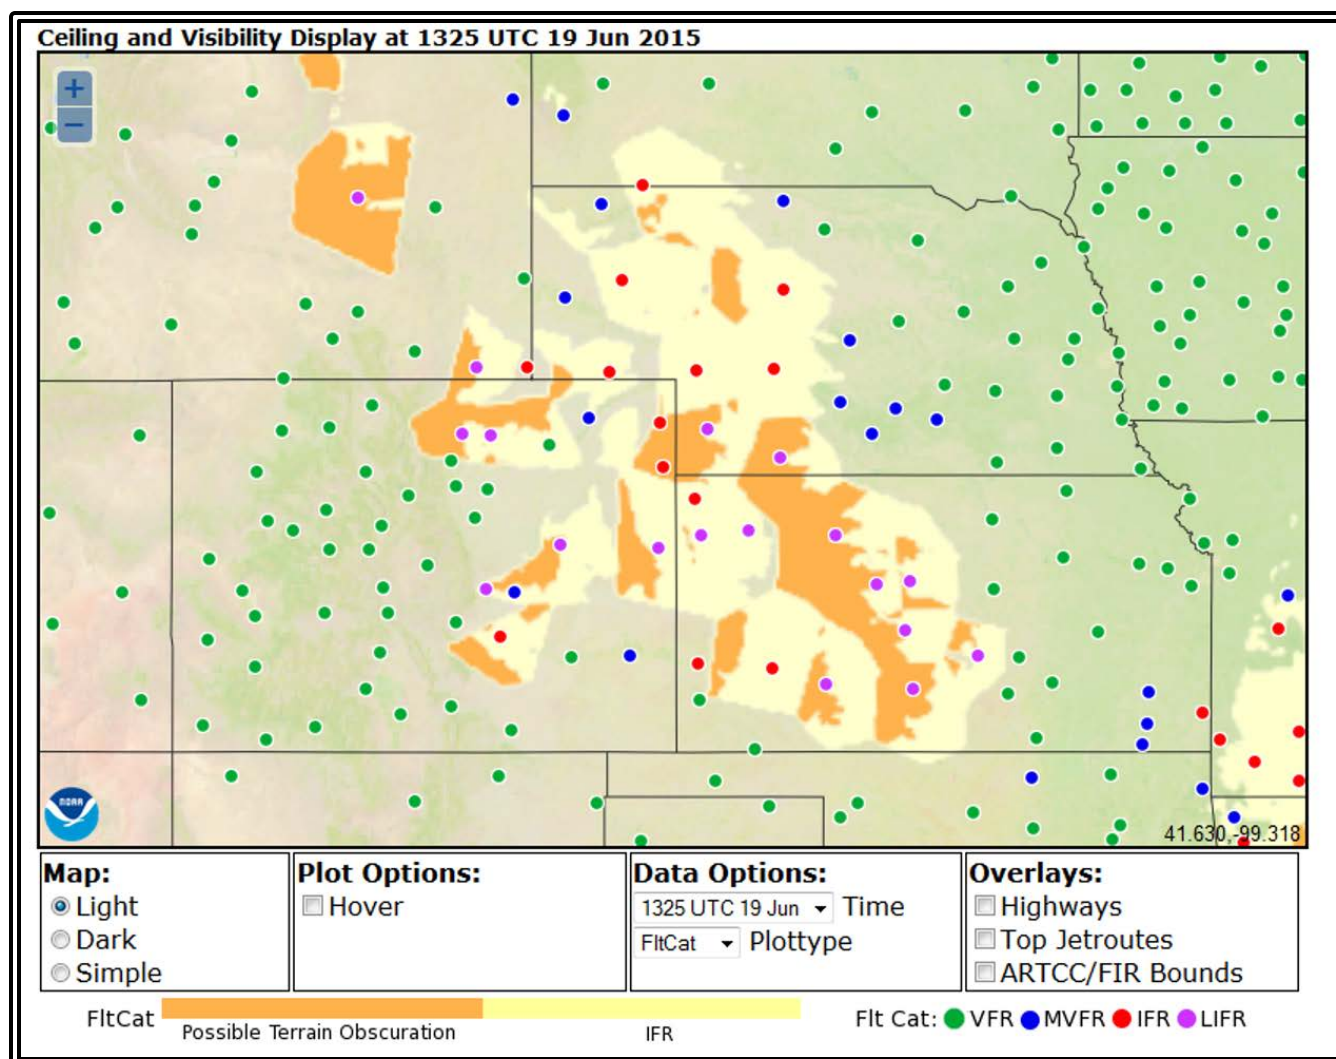 Ceiling and Visibility Display at 1325 UTC 19 Jun 2015
+
−
NOAA
41.630,-99.318
Map:
Light
Dark
Simple
Plot Options:
Hover
Data Options:
1325 UTC 19 Jun Time
FltCat Plottype
Overlays:
Highways
Top Jetroutes
ARTCC/FIR Bounds
FltCat
Possible Terrain Obscuration
IFR
Flt Cat: VFR MVFR IFR LIFR